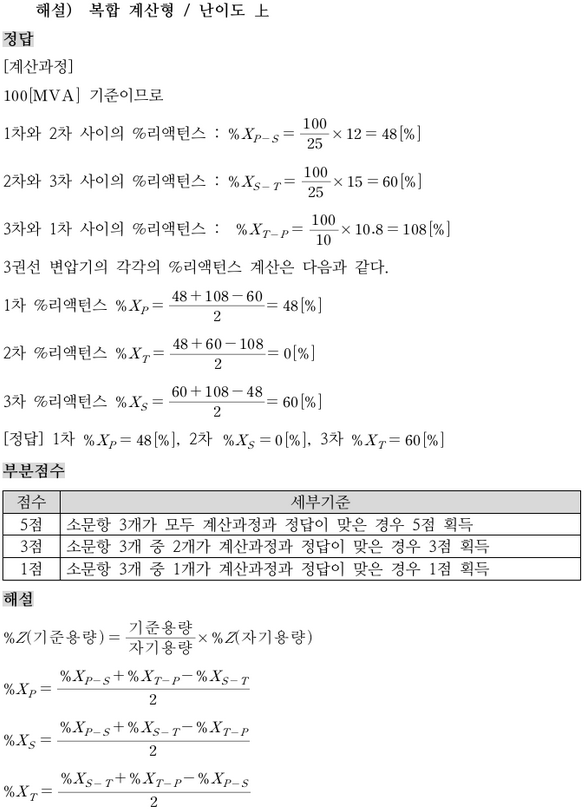 해설) 복합 계산형 / 난이도 上
정답
[계산과정]
100[MVA] 기준이므로
1차와 2차 사이의 %리액턴스 : %X_{P-S} = \frac{100}{25} × 12 = 48[%]
2차와 3차 사이의 %리액턴스 : %X_{S-T} = \frac{100}{25} × 15 = 60[%]
3차와 1차 사이의 %리액턴스 : %X_{T-P} = \frac{100}{10} × 10.8 = 108[%]
3권선 변압기의 각각의 %리액턴스 계산은 다음과 같다.
1차 %리액턴스 %X_P = \frac{48+108-60}{2} = 48[%]
2차 %리액턴스 %X_T = \frac{48+60-108}{2} = 0[%]
3차 %리액턴스 %X_S = \frac{60+108-48}{2} = 60[%]
[정답] 1차 %X_P = 48[%], 2차 %X_S = 0[%], 3차 %X_T = 60[%]
부분점수
점수 세부기준
5점 소문항 3개가 모두 계산과정과 정답이 맞은 경우 5점 획득
3점 소문항 3개 중 2개가 계산과정과 정답이 맞은 경우 3점 획득
1점 소문항 3개 중 1개가 계산과정과 정답이 맞은 경우 1점 획득
해설
%Z(기준용량) = \frac{기준용량}{자기용량} × %Z(자기용량)
%X_P = \frac{%X_{P-S} + %X_{T-P} - %X_{S-T}}{2}
%X_S = \frac{%X_{P-S} + %X_{S-T} - %X_{T-P}}{2}
%X_T = \frac{%X_{S-T} + %X_{T-P} - %X_{P-S}}{2}